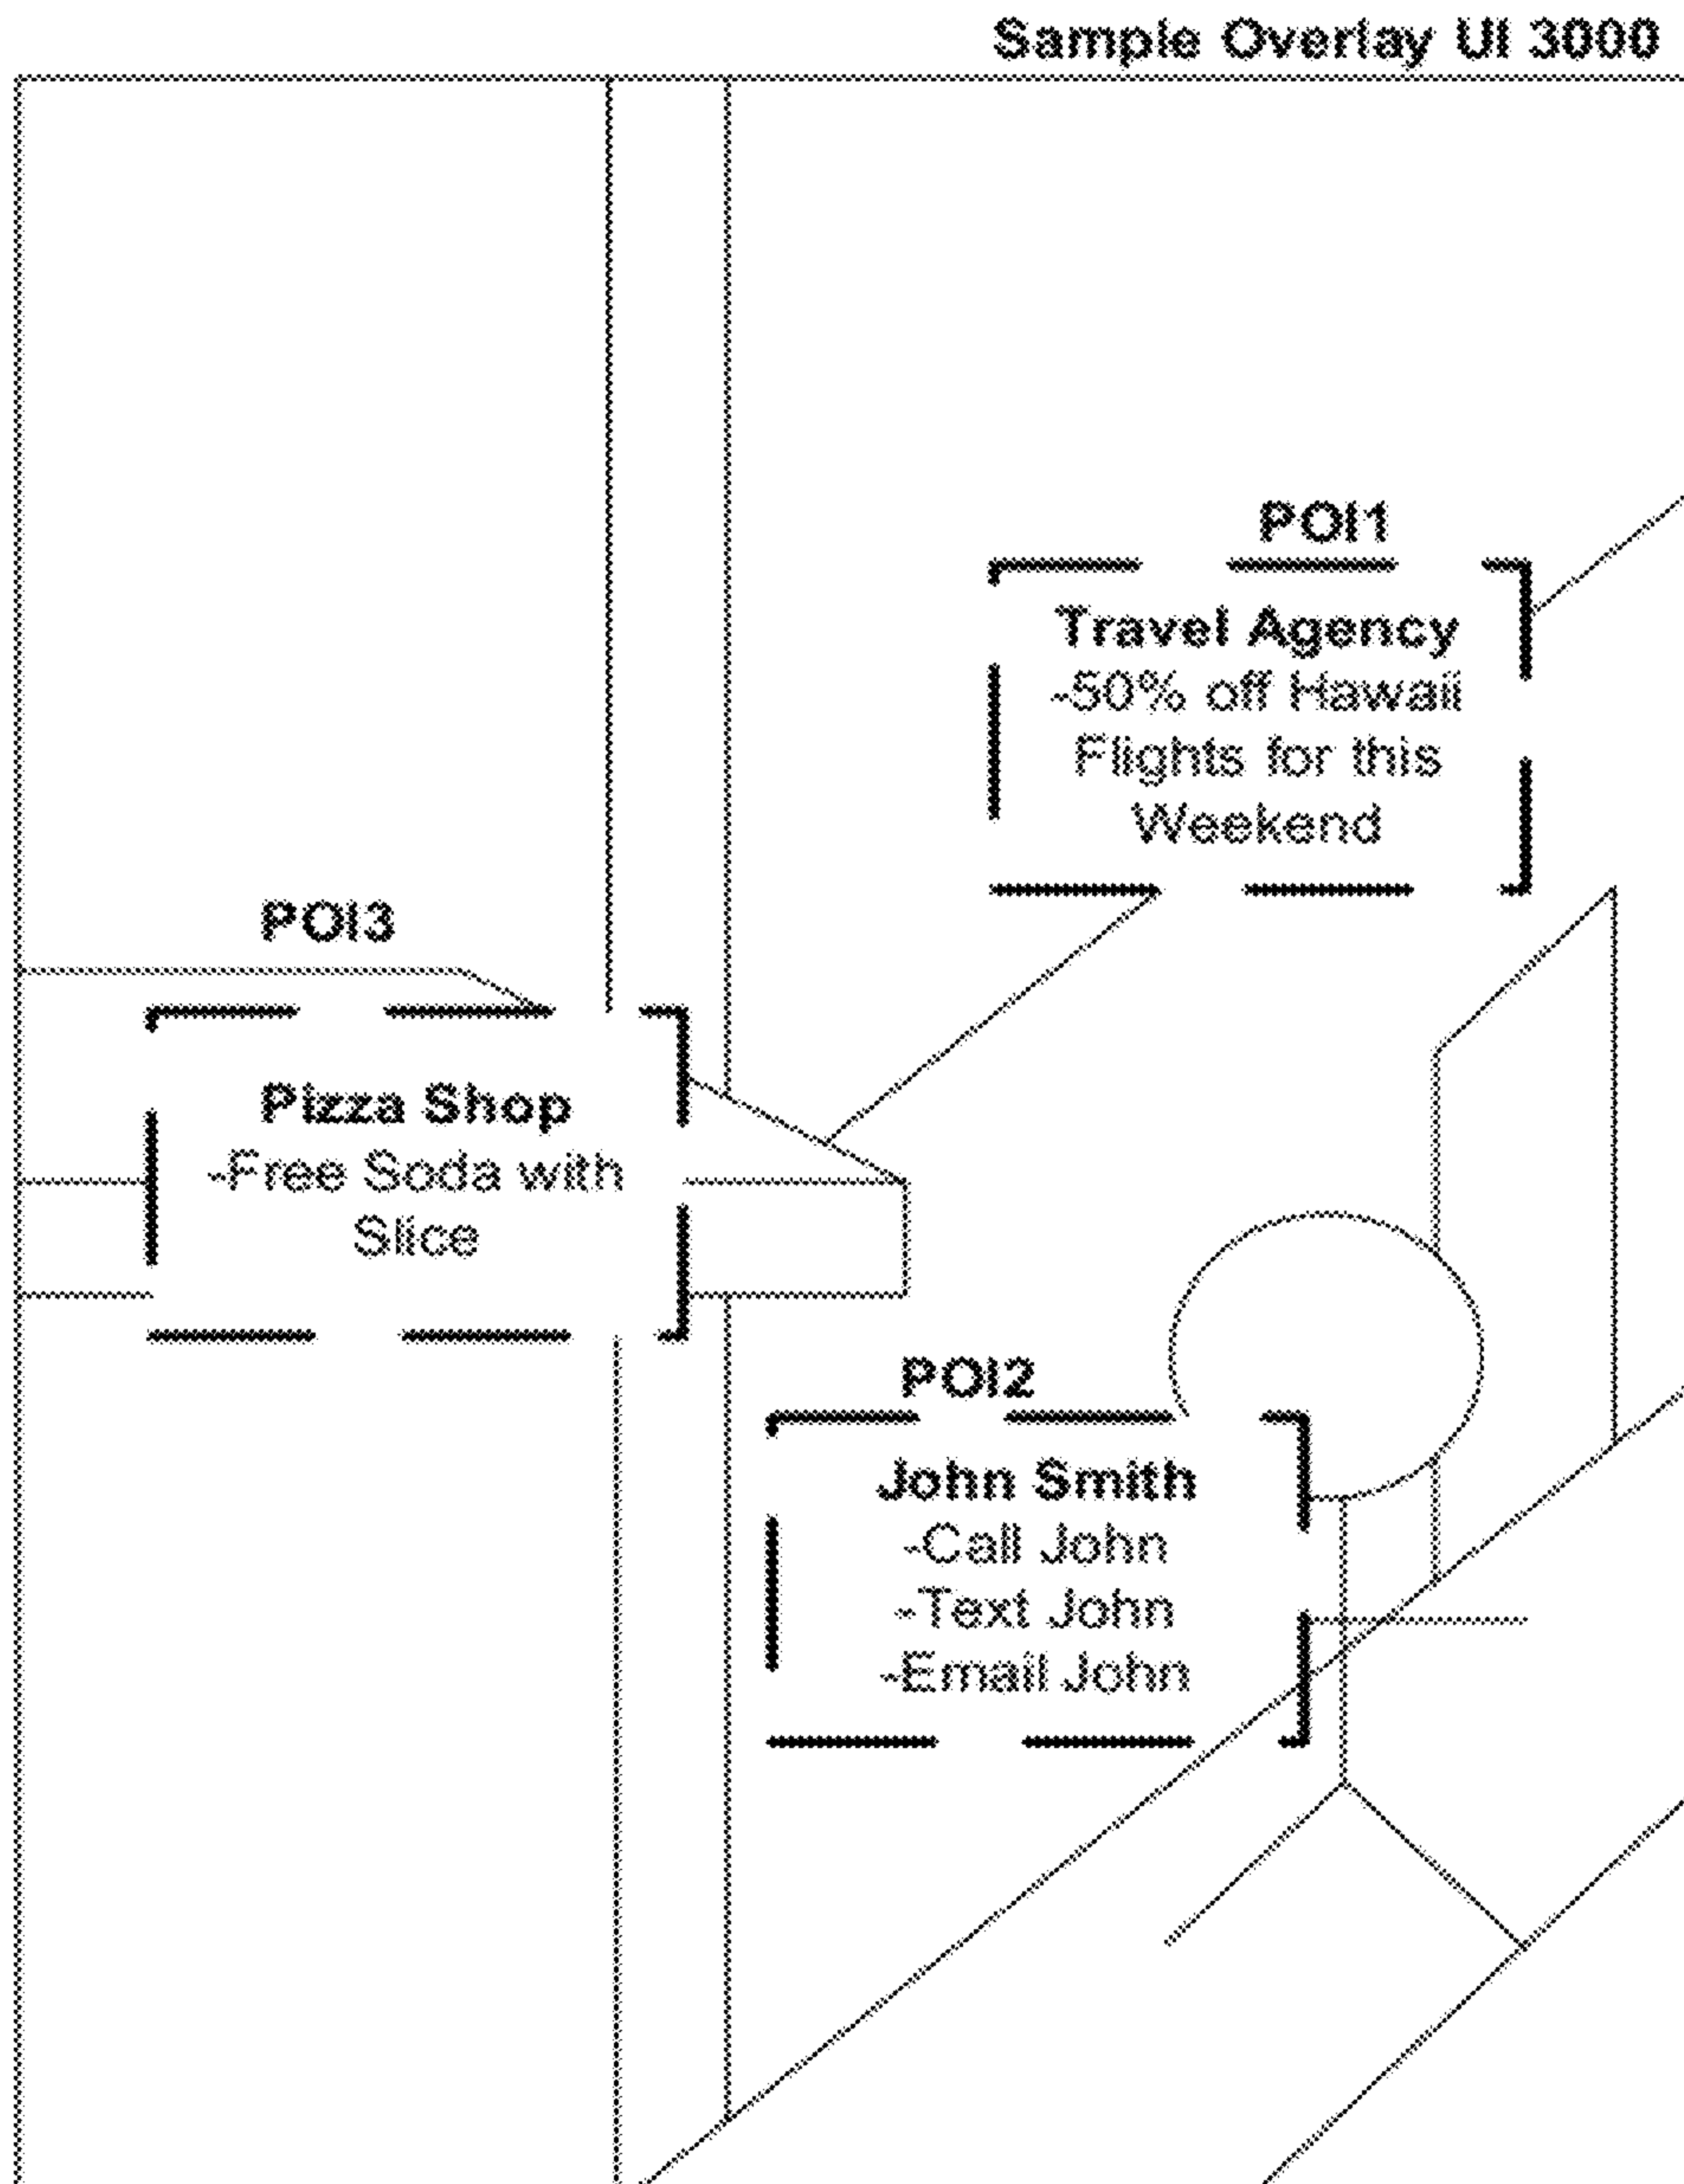 Sample Overlay UI 3000
POI1
Travel Agency
-50% off Hawaii
Flights for this
Weekend
POI3
Pizza Shop
-Free Soda with
Slice
POI2
John Smith
-Call John
-Text John
-Email John